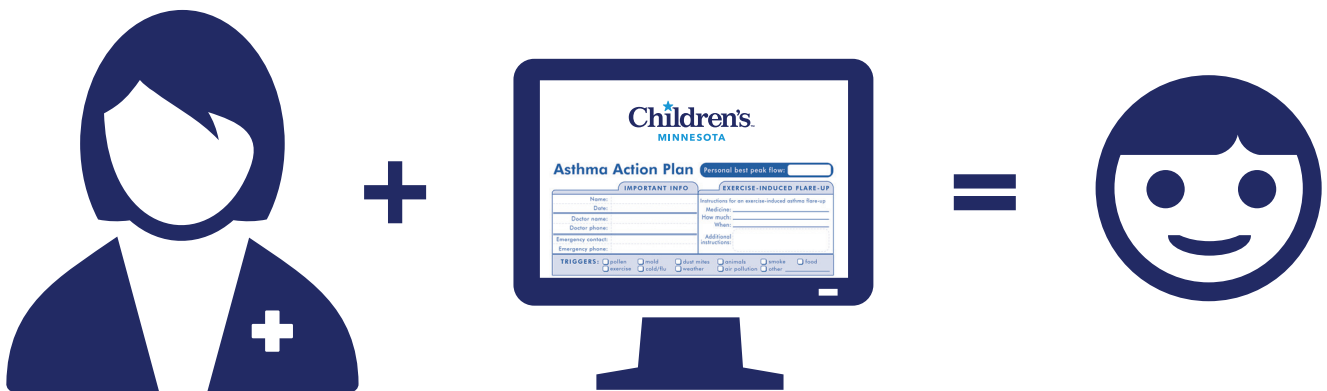 Children's™
MINNESOTA
Asthma Action Plan
Personal best peak flow:
IMPORTANT INFO
Name:
Date:
Doctor name:
Doctor phone:
Emergency contact:
Emergency phone:
EXERCISE-INDUCED FLARE-UP
Instructions for an exercise-induced asthma flare-up
Medicine:
How much:
When:
Additional
instructions:
TRIGGERS: pollen mold dust mites animals smoke food
exercise cold/flu weather air pollution other